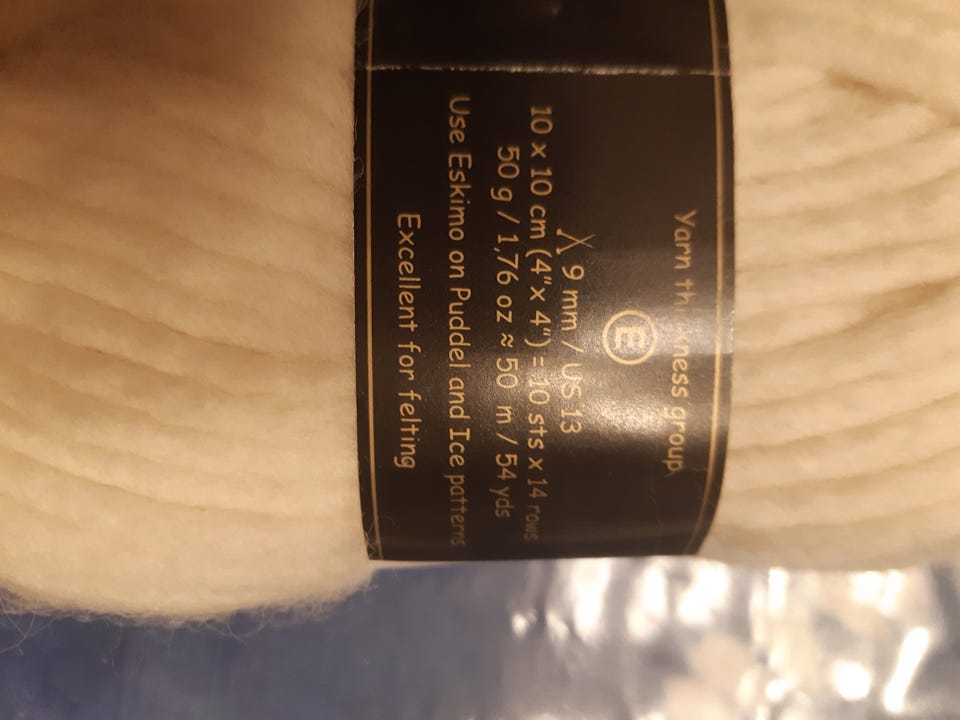 Yarn thickness group
E
9 mm / US 13
10 x 10 cm (4"x 4") = 10 sts x 14 rows
50 g / 1,76 oz ≈ 50 m / 54 yds
Use Eskimo on Puddel and Ice patterns
Excellent for felting